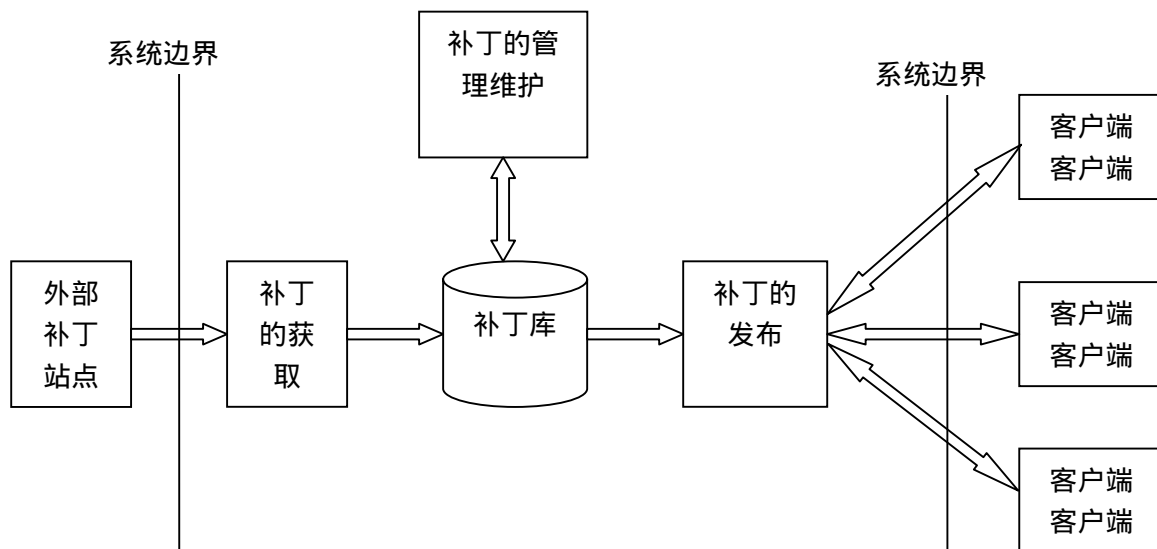 系统边界
补丁的管
理维护
系统边界
客户端
客户端
外部
补丁
站点
补丁
的获
取
补丁库
补丁的
发布
客户端
客户端
客户端
客户端